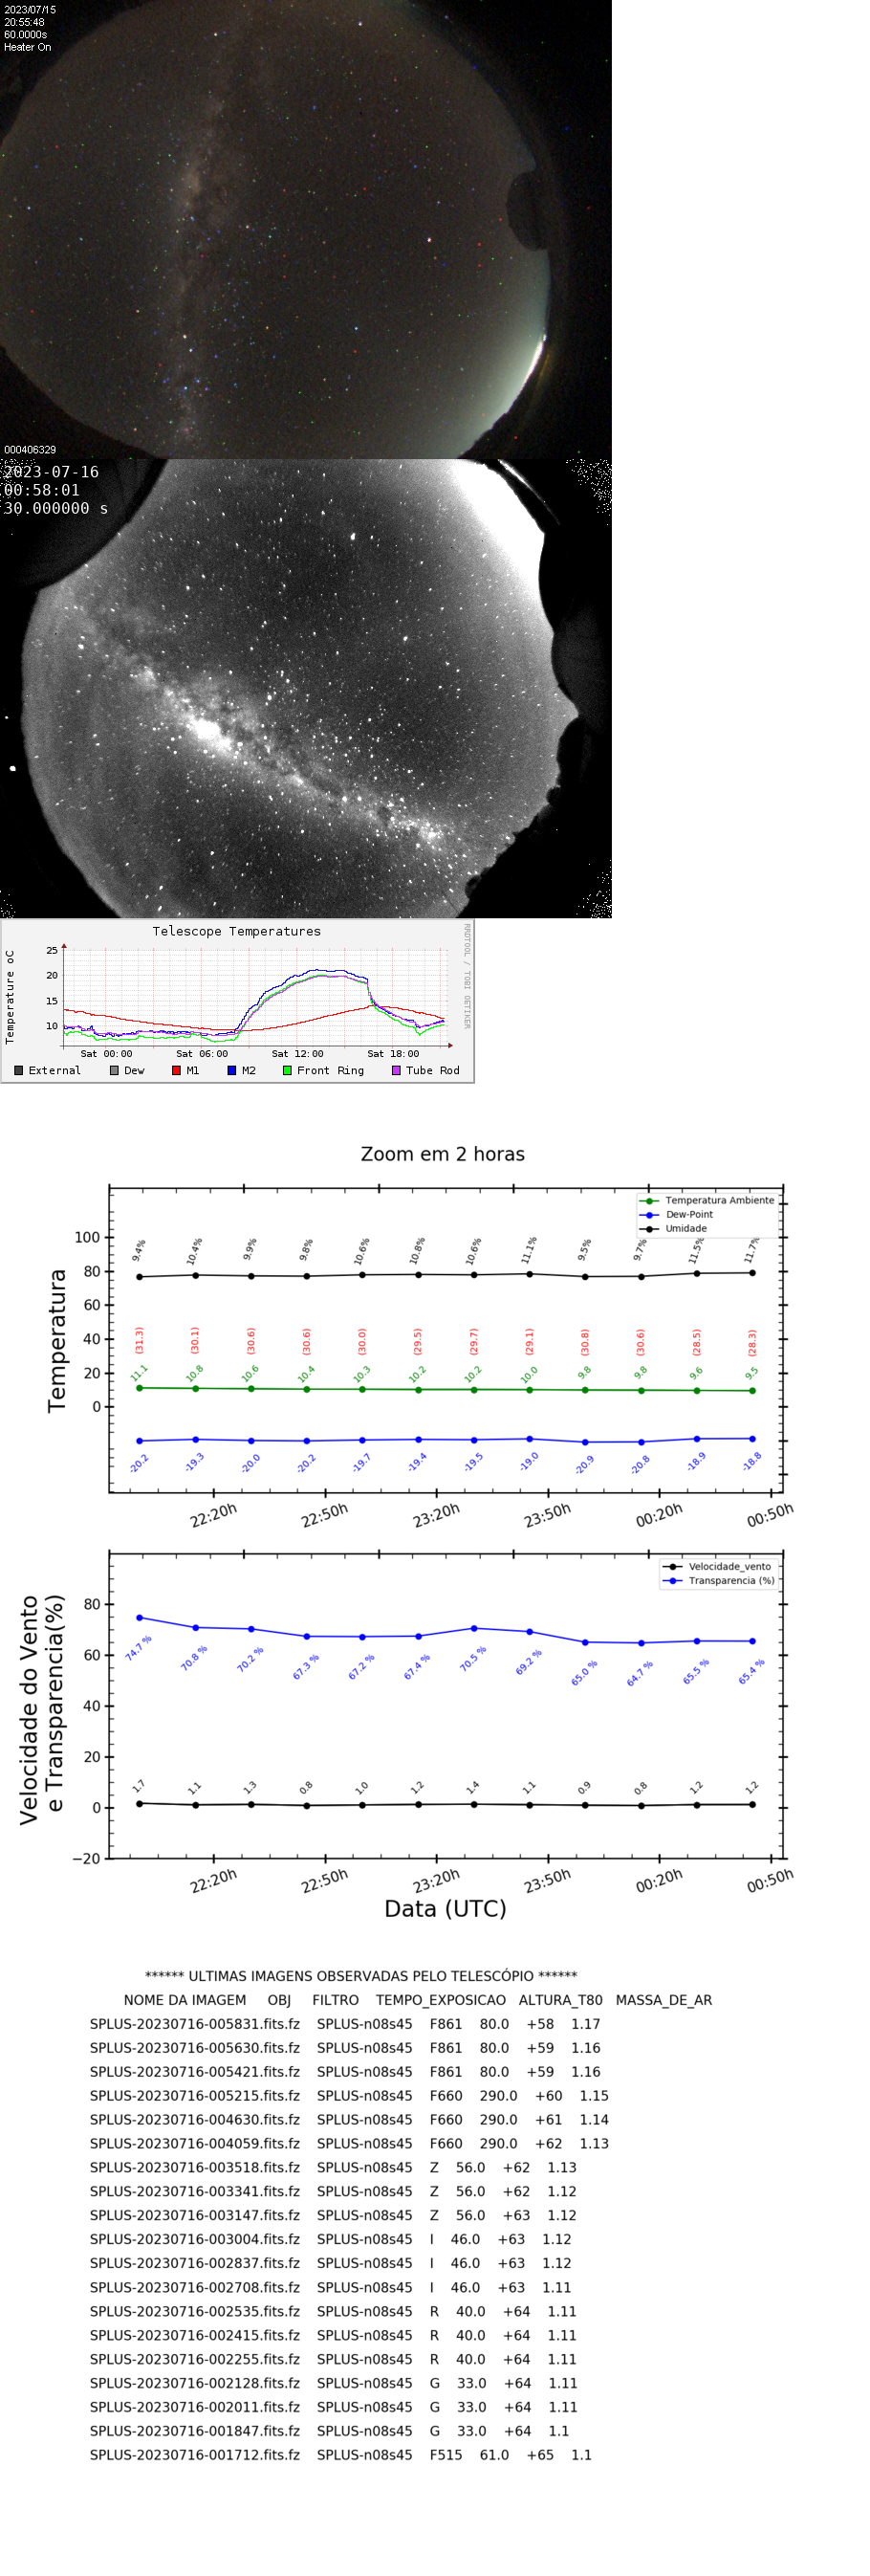 2023/07/15
20:55:48
60.0000s
Heater On
000406329
2023-07-16
00:58:01
30.000000 s
Telescope Temperatures
RRDTOOL / TOBI OETIKER
Temperature oC
25
20
15
10
Sat 00:00 Sat 06:00 Sat 12:00 Sat 18:00
External Dew M1 M2 Front Ring Tube Rod
Zoom em 2 horas
Temperatura Ambiente
Dew-Point
Umidade
Temperatura
100
80
60
40
20
0
9.4% 10.4% 9.9% 9.8% 10.6% 10.8% 10.6% 11.1% 9.5% 9.7% 11.5% 11.7%
(31.3) (30.1) (30.6) (30.6) (30.0) (29.5) (29.7) (29.1) (30.8) (30.6) (28.5) (28.3)
11.1 10.8 10.6 10.4 10.3 10.2 10.2 10.0 9.8 9.8 9.6 9.5
-20.2 -19.3 -20.0 -20.2 -19.7 -19.4 -19.5 -19.0 -20.9 -20.8 -18.9 -18.8
22:20h 22:50h 23:20h 23:50h 00:20h 00:50h
Velocidade_vento
Transparencia (%)
Velocidade do Vento
e Transparencia(%)
80
60
40
20
0
−20
74.7 % 70.8 % 70.2 % 67.3 % 67.2 % 67.4 % 70.5 % 69.2 % 65.0 % 64.7 % 65.5 % 65.4 %
1.7 1.1 1.3 0.8 1.0 1.2 1.4 1.1 0.9 0.8 1.2 1.2
22:20h 22:50h 23:20h 23:50h 00:20h 00:50h
Data (UTC)
****** ULTIMAS IMAGENS OBSERVADAS PELO TELESCÓPIO ******
NOME DA IMAGEM OBJ FILTRO TEMPO_EXPOSICAO ALTURA_T80 MASSA_DE_AR
SPLUS-20230716-005831.fits.fz SPLUS-n08s45 F861 80.0 +58 1.17
SPLUS-20230716-005630.fits.fz SPLUS-n08s45 F861 80.0 +59 1.16
SPLUS-20230716-005421.fits.fz SPLUS-n08s45 F861 80.0 +59 1.16
SPLUS-20230716-005215.fits.fz SPLUS-n08s45 F660 290.0 +60 1.15
SPLUS-20230716-004630.fits.fz SPLUS-n08s45 F660 290.0 +61 1.14
SPLUS-20230716-004059.fits.fz SPLUS-n08s45 F660 290.0 +62 1.13
SPLUS-20230716-003518.fits.fz SPLUS-n08s45 Z 56.0 +62 1.13
SPLUS-20230716-003341.fits.fz SPLUS-n08s45 Z 56.0 +62 1.12
SPLUS-20230716-003147.fits.fz SPLUS-n08s45 Z 56.0 +63 1.12
SPLUS-20230716-003004.fits.fz SPLUS-n08s45 I 46.0 +63 1.12
SPLUS-20230716-002837.fits.fz SPLUS-n08s45 I 46.0 +63 1.12
SPLUS-20230716-002708.fits.fz SPLUS-n08s45 I 46.0 +63 1.11
SPLUS-20230716-002535.fits.fz SPLUS-n08s45 R 40.0 +64 1.11
SPLUS-20230716-002415.fits.fz SPLUS-n08s45 R 40.0 +64 1.11
SPLUS-20230716-002255.fits.fz SPLUS-n08s45 R 40.0 +64 1.11
SPLUS-20230716-002128.fits.fz SPLUS-n08s45 G 33.0 +64 1.11
SPLUS-20230716-002011.fits.fz SPLUS-n08s45 G 33.0 +64 1.11
SPLUS-20230716-001847.fits.fz SPLUS-n08s45 G 33.0 +64 1.1
SPLUS-20230716-001712.fits.fz SPLUS-n08s45 F515 61.0 +65 1.1